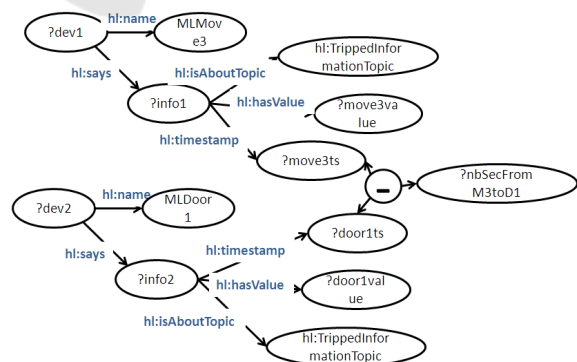 hl:name
MLMov
e3
?dev1
hl:says
hl:isAboutTopic
hl:TrippedInfor
mationTopic
?info1
hl:hasValue
?move3va
lue
hl:timestamp
?move3ts
?nbSecFrom
M3toD1
–
hl:name
MLDoor
1
?dev2
hl:says
hl:timestamp
?door1ts
?info2
hl:hasValue
?door1val
ue
hl:isAboutTopic
hl:TrippedInfor
mationTopic